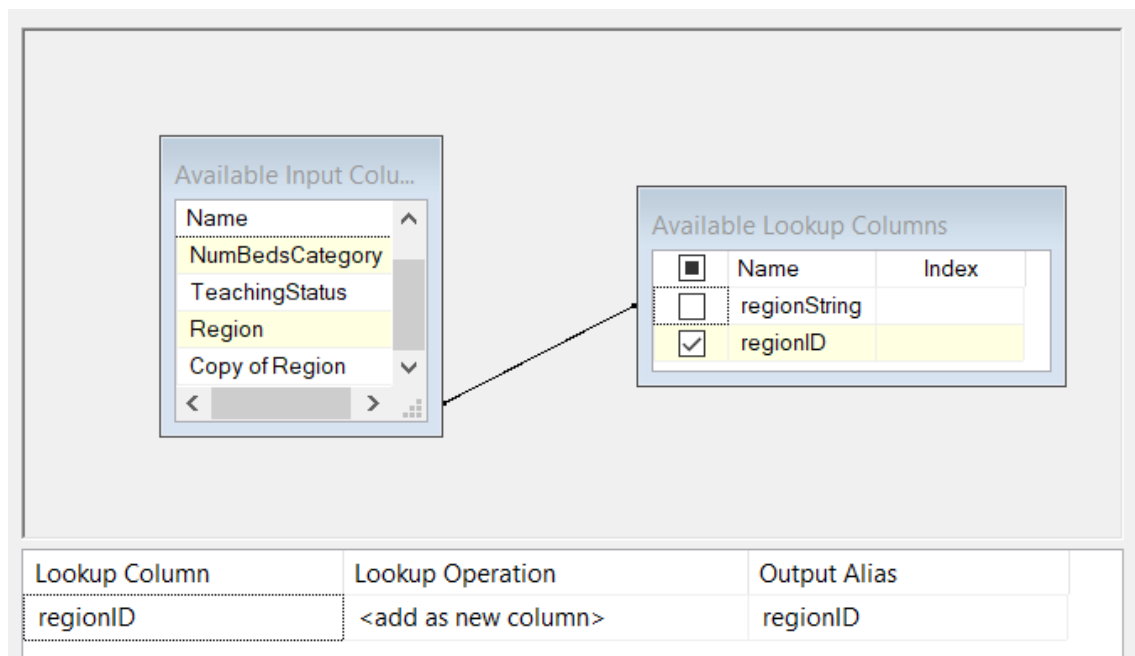 Available Input Colu...
Name
NumBedsCategory
TeachingStatus
Region
Copy of Region
Available Lookup Columns
Name Index
regionString
regionID
Lookup Column Lookup Operation Output Alias
regionID <add as new column> regionID